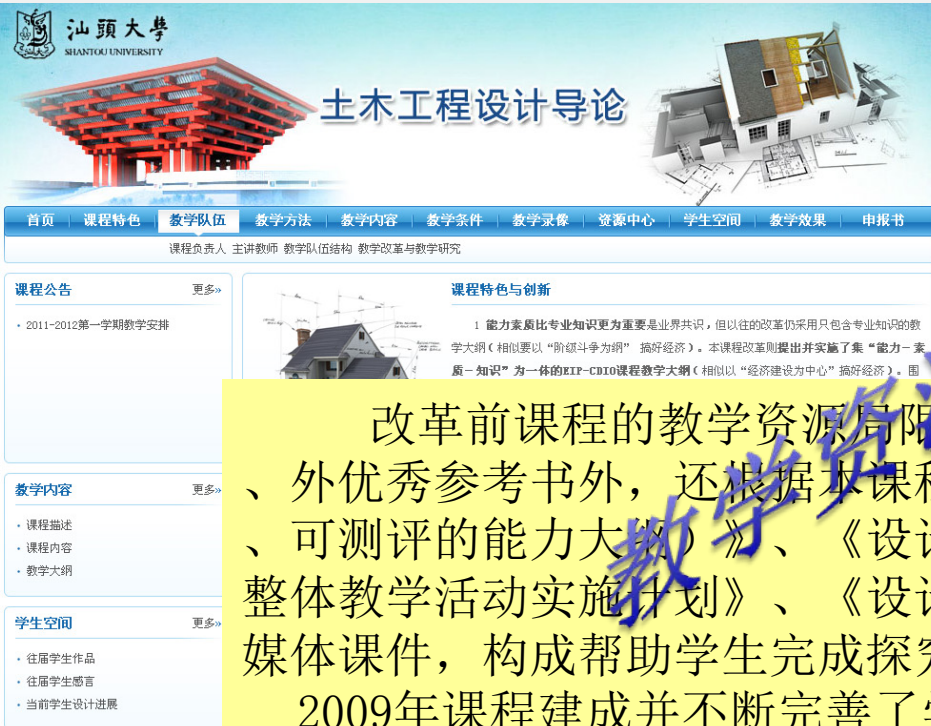 汕頭大學
SHANTOU UNIVERSITY
土木工程设计导论
首页 课程特色 教学队伍 教学方法 教学内容 教学条件 教学录像 资源中心 学生空间 教学效果 申报书
课程负责人 主讲教师 教学队伍结构 教学改革与教学研究
课程公告 更多»
· 2011-2012第一学期教学安排
课程特色与创新
1 能力素质比专业知识更为重要是业界共识，但以往的改革仍采用只包含专业知识的教
学大纲（相似要以“阶级斗争为纲” 搞好经济）。本课程改革则提出并实施了集“能力－素
质－知识”为一体的EIP-CDIO课程教学大纲（相似以“经济建设为中心”搞好经济）。围
教学内容 更多»
· 课程描述
· 课程内容
· 教学大纲
学生空间 更多»
· 往届学生作品
· 往届学生感言
· 当前学生设计进展
改革前课程的教学资源局限
、外优秀参考书外，还根据本课程
、可测评的能力大纲）》、《设计
整体教学活动实施计划》、《设计
媒体课件，构成帮助学生完成探究
2009年课程建成并不断完善了
教学资